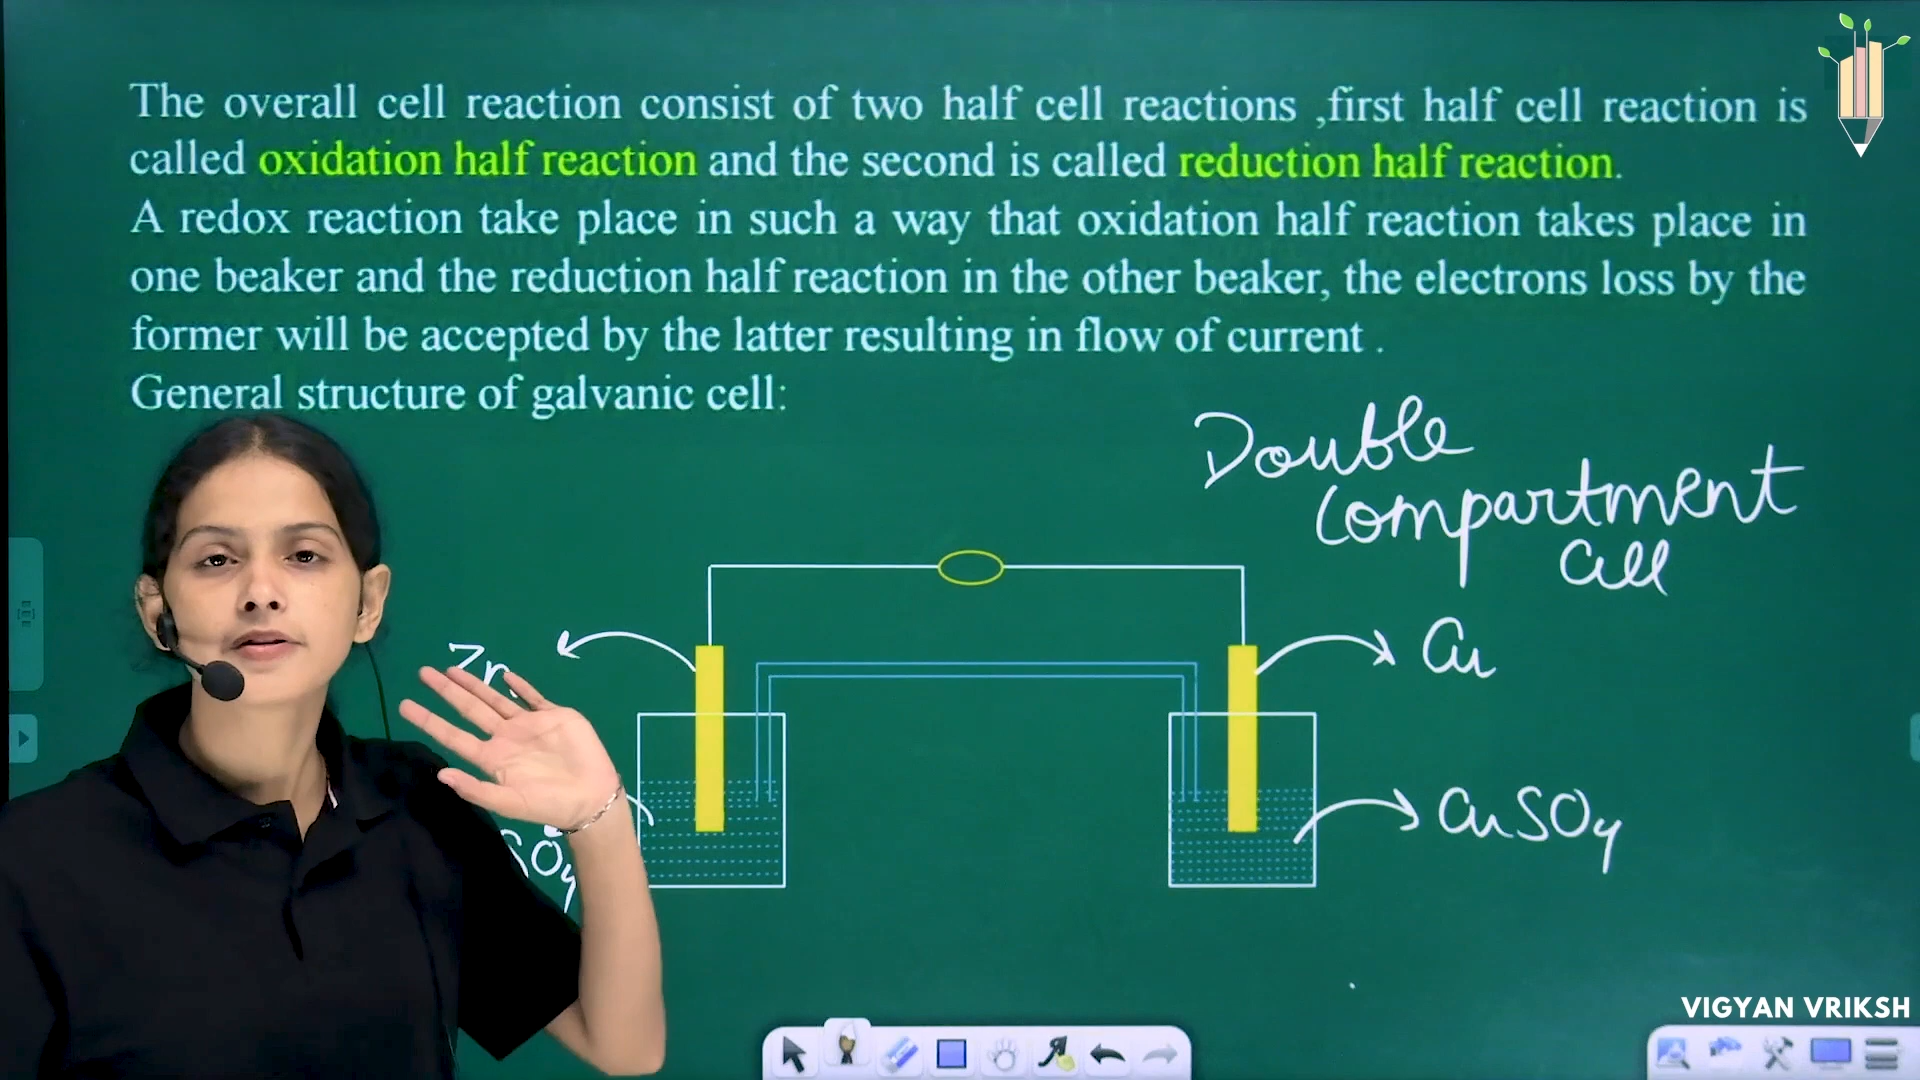 The overall cell reaction consist of two half cell reactions ,first half cell reaction is
called oxidation half reaction and the second is called reduction half reaction.
A redox reaction take place in such a way that oxidation half reaction takes place in
one beaker and the reduction half reaction in the other beaker, the electrons loss by the
former will be accepted by the latter resulting in flow of current .
General structure of galvanic cell:
Double
compartment
Cell
Zn
Cu
SO4
CuSO4
VIGYAN VRIKSH